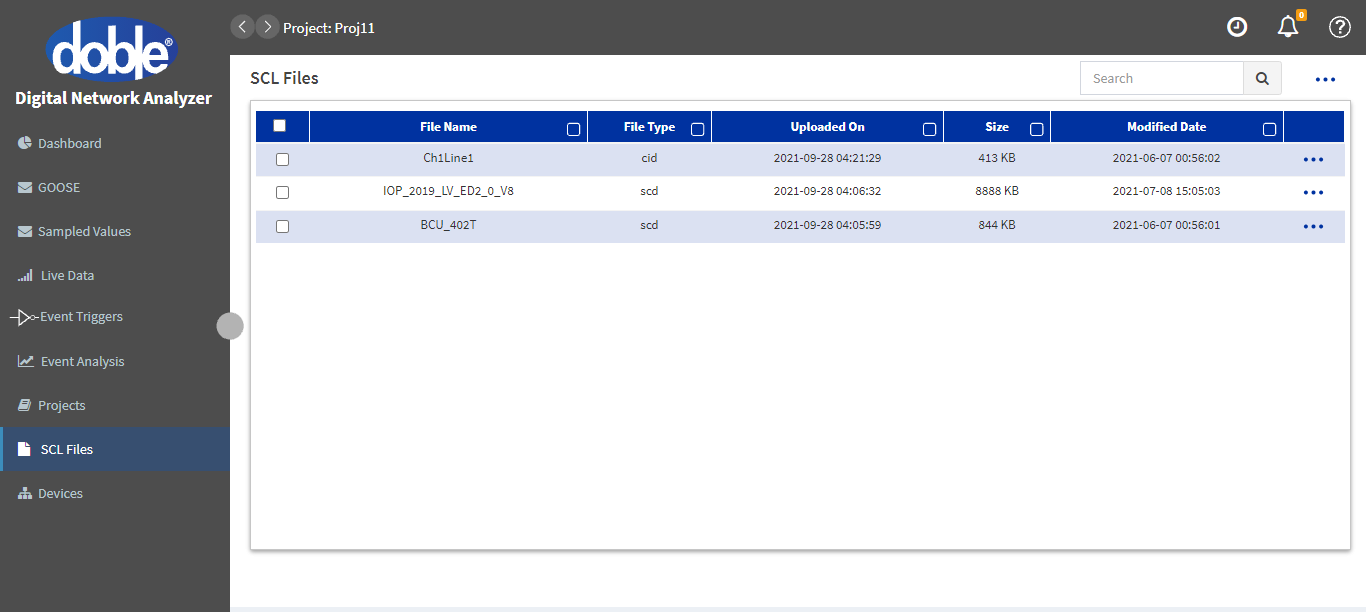 doble®
Digital Network Analyzer
Dashboard
GOOSE
Sampled Values
Live Data
Event Triggers
Event Analysis
Projects
SCL Files
Devices
Project: Proj11
0
SCL Files
Search
File Name File Type Uploaded On Size Modified Date
Ch1Line1 cid 2021-09-28 04:21:29 413 KB 2021-06-07 00:56:02
IOP_2019_LV_ED2_0_V8 scd 2021-09-28 04:06:32 8888 KB 2021-07-08 15:05:03
BCU_402T scd 2021-09-28 04:05:59 844 KB 2021-06-07 00:56:01